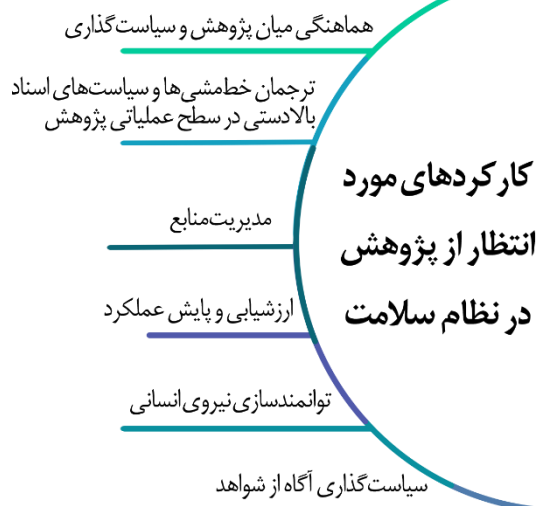 کارکردهای مورد
انتظار از پژوهش
در نظام سلامت
هماهنگی میان پژوهش و سیاست‌گذاری
ترجمان خط‌مشی‌ها و سیاست‌های اسناد
بالادستی در سطح عملیاتی پژوهش
مدیریت‌منابع
ارزشیابی و پایش عملکرد
توانمندسازی نیروی انسانی
سیاست‌گذاری آگاه از شواهد